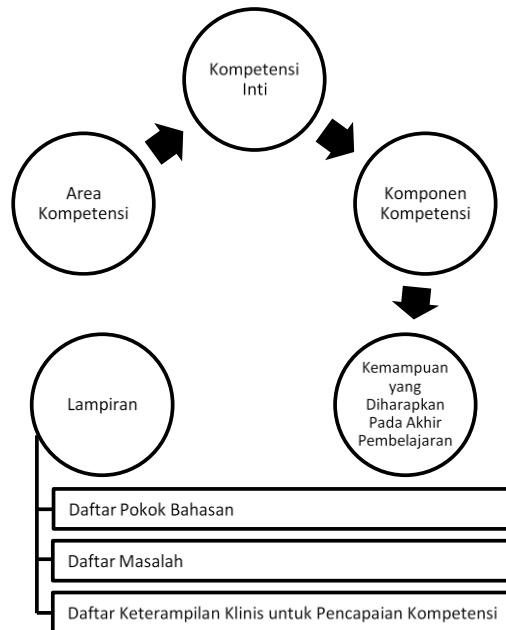 Kompetensi
Inti
Area
Kompetensi
Komponen
Kompetensi
Kemampuan
yang
Diharapkan
Pada Akhir
Pembelajaran
Lampiran
Daftar Pokok Bahasan
Daftar Masalah
Daftar Keterampilan Klinis untuk Pencapaian Kompetensi